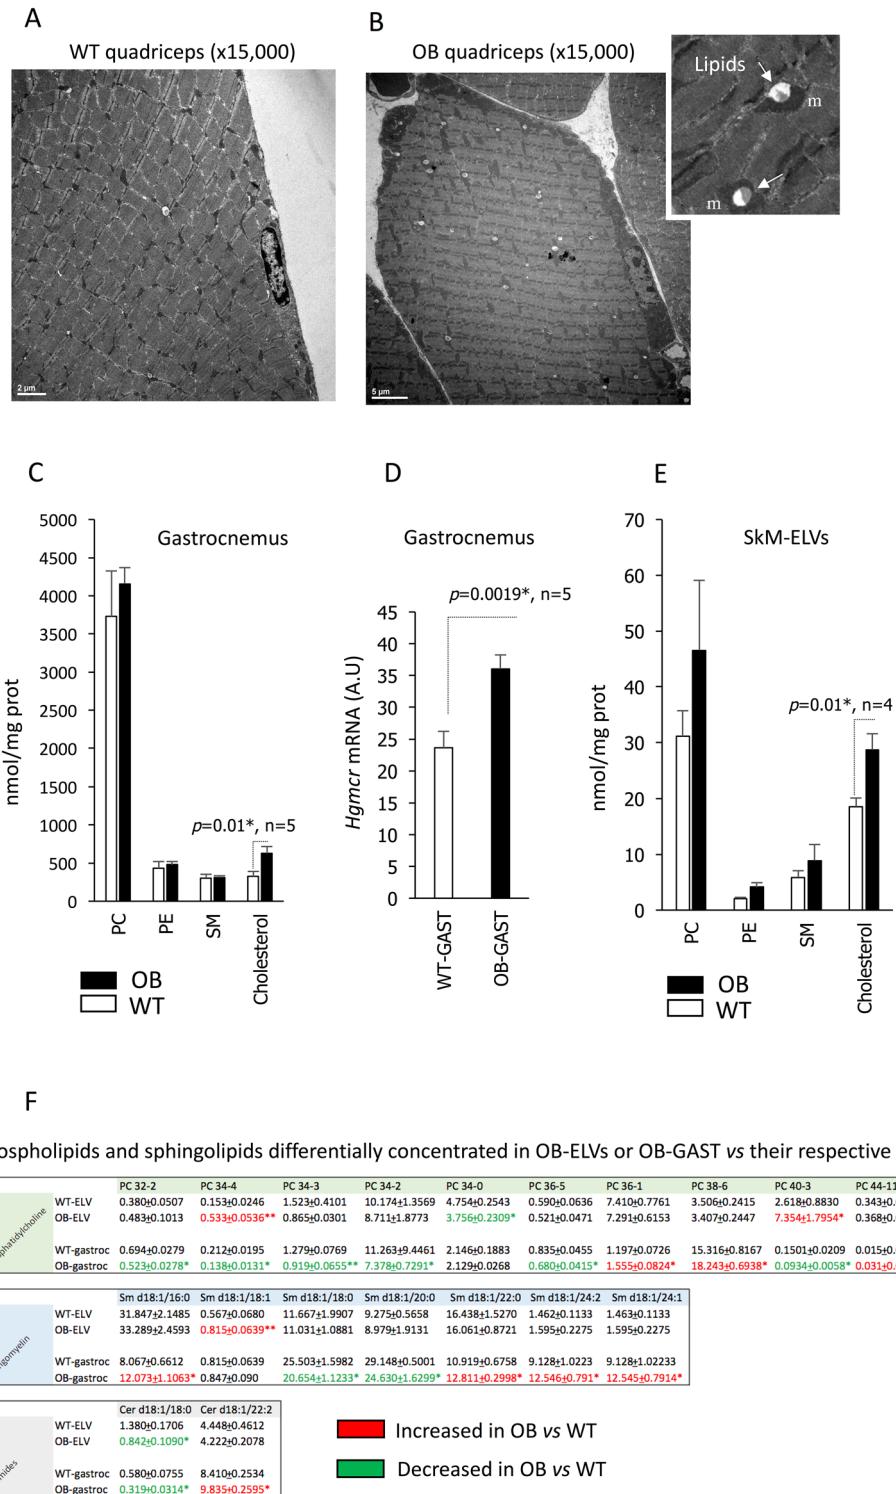 A
WT quadriceps (x15,000)
2 µm
B
OB quadriceps (x15,000)
5 µm
Lipids
m
m
C
Gastrocnemus
nmol/mg prot
5000
4500
4000
3500
3000
2500
2000
1500
1000
500
0
p=0.01*, n=5
PC
PE
SM
Cholesterol
OB
WT
D
Gastrocnemus
p=0.0019*, n=5
Hgmcr mRNA (A.U)
45
40
35
30
25
20
15
10
5
0
WT-GAST
OB-GAST
E
SkM-ELVs
nmol/mg prot
70
60
50
40
30
20
10
0
p=0.01*, n=4
PC
PE
SM
Cholesterol
OB
WT
F
ospholipids and sphingolipids differentially concentrated in OB-ELVs or OB-GAST vs their respective
PC 32-2 PC 34-4 PC 34-3 PC 34-2 PC 34-0 PC 36-5 PC 36-1 PC 38-6 PC 40-3 PC 44-11
WT-ELV 0.380±0.0507 0.153±0.0246 1.523±0.4101 10.174±1.3569 4.754±0.2543 0.590±0.0636 7.410±0.7761 3.506±0.2415 2.618±0.8830 0.343±0.
OB-ELV 0.483±0.1013 0.533±0.0536** 0.865±0.0301 8.711±1.8773 3.756±0.2309* 0.521±0.0471 7.291±0.6153 3.407±0.2447 7.354±1.7954* 0.368±0.
WT-gastroc 0.694±0.0279 0.212±0.0195 1.279±0.0769 11.263±9.4461 2.146±0.1883 0.835±0.0455 1.197±0.0726 15.316±0.8167 0.1501±0.0209 0.015±0.
OB-gastroc 0.523±0.0278* 0.138±0.0131* 0.919±0.0655** 7.378±0.7291* 2.129±0.0268 0.680±0.0415* 1.555±0.0824* 18.243±0.6938* 0.0934±0.0058* 0.031±0.
phatidylcholine
Sm d18:1/16:0 Sm d18:1/18:1 Sm d18:1/18:0 Sm d18:1/20:0 Sm d18:1/22:0 Sm d18:1/24:2 Sm d18:1/24:1
WT-ELV 31.847±2.1485 0.567±0.0680 11.667±1.9907 9.275±0.5658 16.438±1.5270 1.462±0.1133 1.463±0.1133
OB-ELV 33.289±2.4593 0.815±0.0639** 11.031±1.0881 8.979±1.9131 16.061±0.8721 1.595±0.2275 1.595±0.2275
WT-gastroc 8.067±0.6612 0.815±0.0639 25.503±1.5982 29.148±0.5001 10.919±0.6758 9.128±1.0223 9.128±1.02233
OB-gastroc 12.073±1.1063* 0.847±0.090 20.654±1.1233* 24.630±1.6299* 12.811±0.2998* 12.546±0.791* 12.545±0.7914*
ngomyelin
Cer d18:1/18:0 Cer d18:1/22:2
WT-ELV 1.380±0.1706 4.448±0.4612
OB-ELV 0.842±0.1090* 4.222±0.2078
WT-gastroc 0.580±0.0755 8.410±0.2534
OB-gastroc 0.319±0.0314* 9.835±0.2595*
mides
Increased in OB vs WT
Decreased in OB vs WT